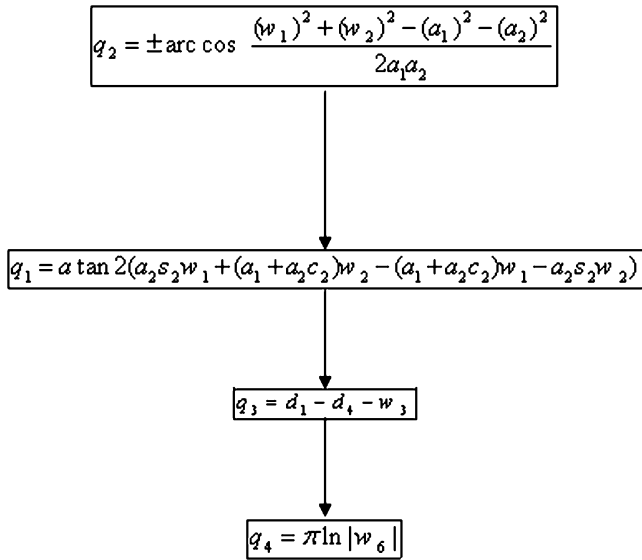 q₂ = ± arc cos ((w₁)² + (w₂)² − (a₁)² − (a₂)²) / (2a₁a₂)
q₁ = a tan 2(a₂s₂w₁ + (a₁ + a₂c₂)w₂ − (a₁ + a₂c₂)w₁ − a₂s₂w₂)
q₃ = d₁ − d₄ − w₃
q₄ = π ln |w₆|